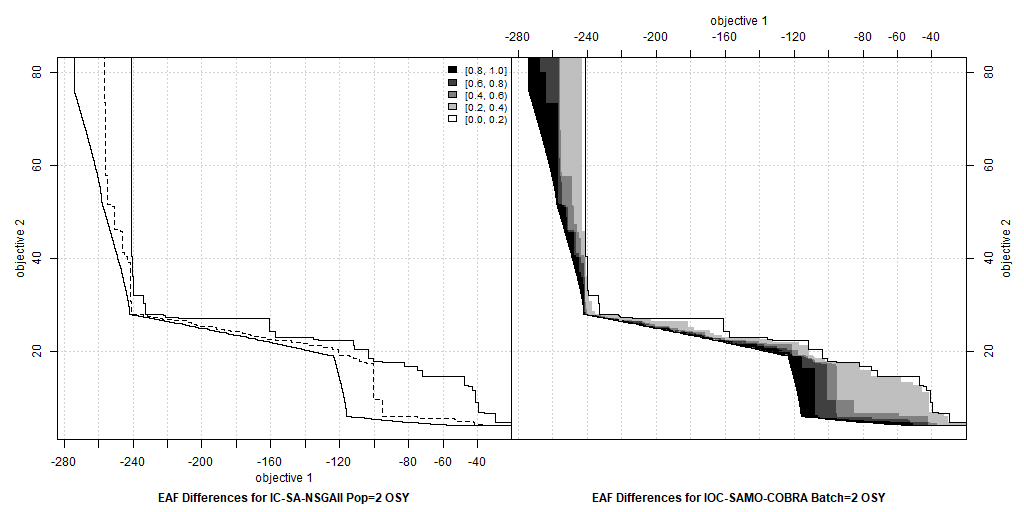 objective 1
-280 -240 -200 -160 -120 -80 -60 -40
80
60
40
20
objective 2
[0.8, 1.0]
[0.6, 0.8)
[0.4, 0.6)
[0.2, 0.4)
[0.0, 0.2)
80
60
40
20
objective 2
-280 -240 -200 -160 -120 -80 -60 -40
objective 1
EAF Differences for IC-SA-NSGAII Pop=2 OSY
EAF Differences for IOC-SAMO-COBRA Batch=2 OSY